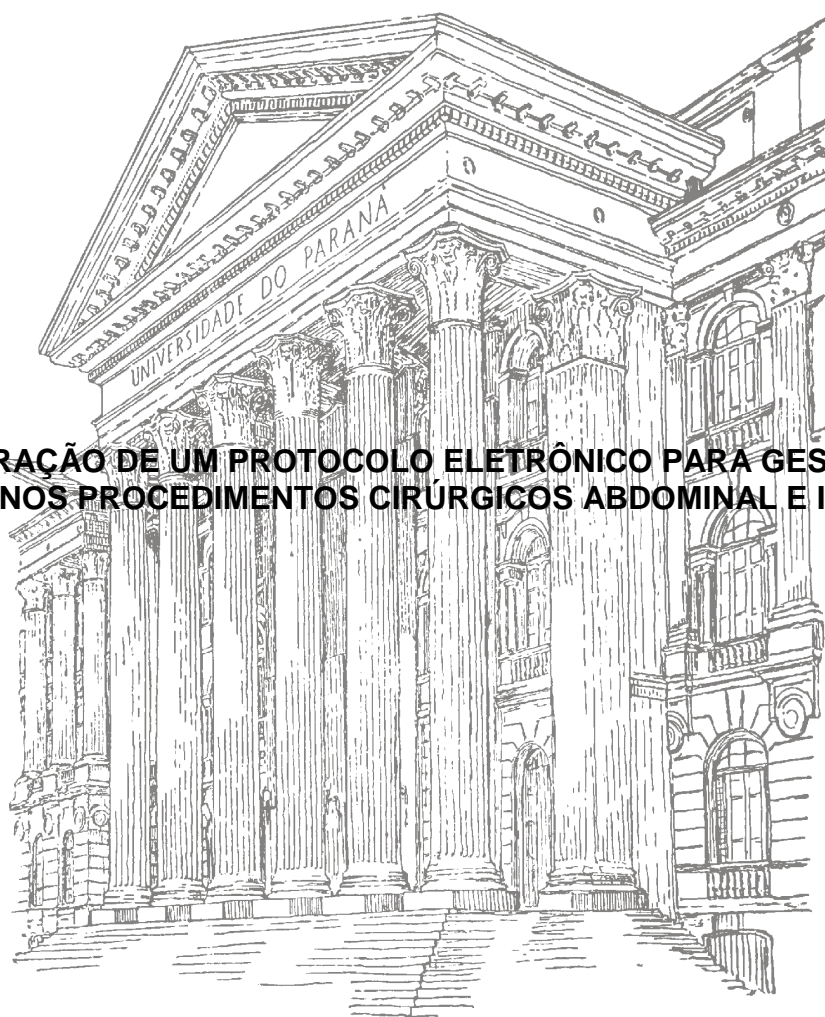 UNIVERSIDADE DO PARANÁ
RAÇÃO DE UM PROTOCOLO ELETRÔNICO PARA GES
NOS PROCEDIMENTOS CIRÚRGICOS ABDOMINAL E I